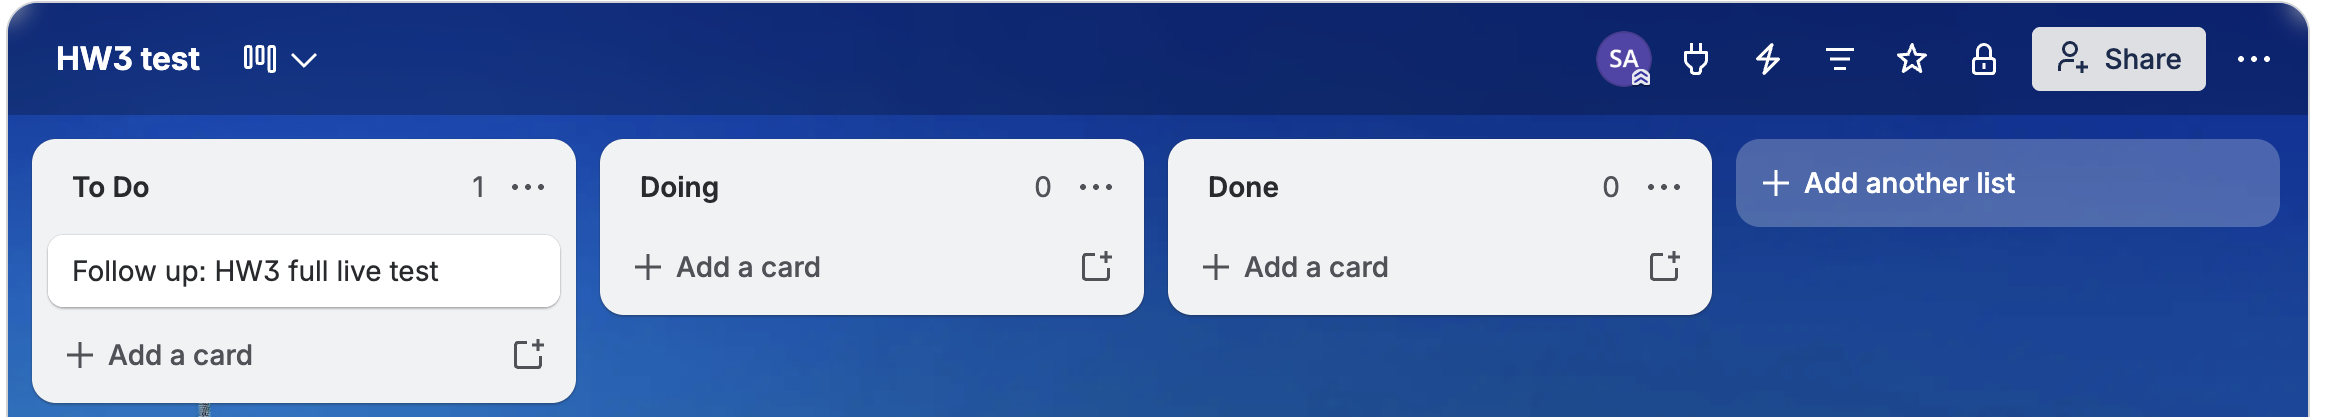 HW3 test
SA
Share
To Do 1
Follow up: HW3 full live test
Add a card
Doing 0
Add a card
Done 0
Add a card
Add another list